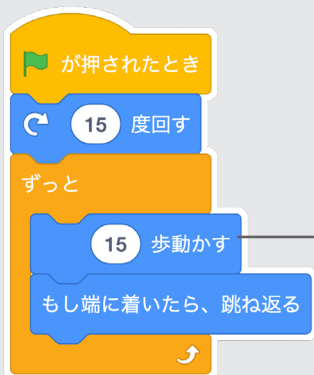 が押されたとき
15 度回す
ずっと
15 歩動かす
もし端に着いたら、跳ね返る